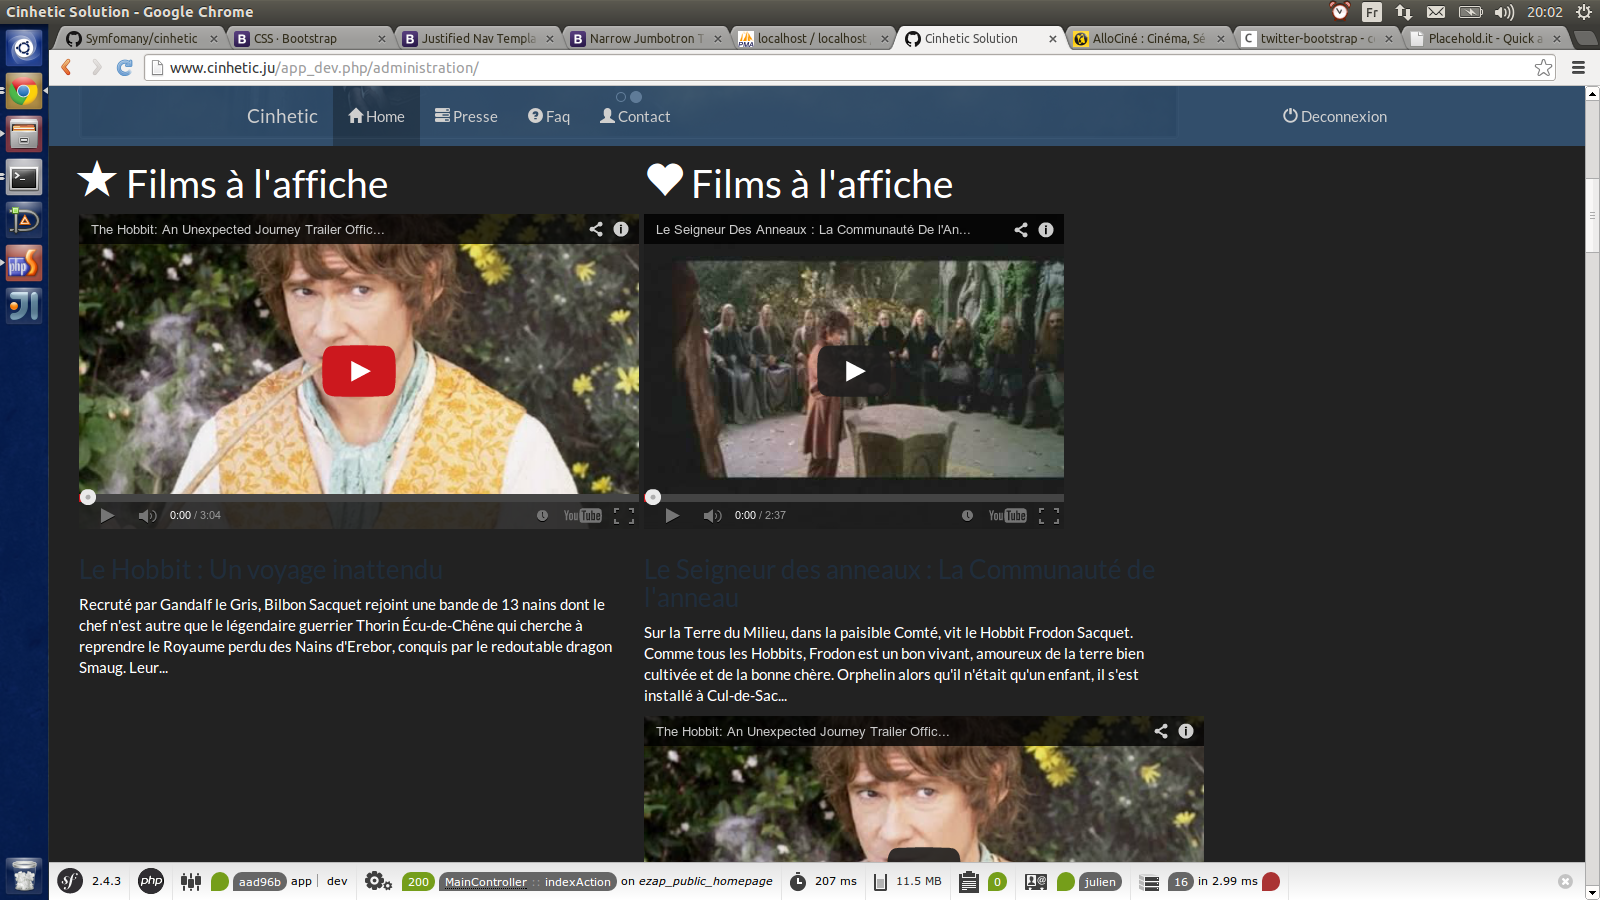 Cinhetic Solution - Google Chrome
Fr
20:02
Symfomany/cinhetic
CSS · Bootstrap
Justified Nav Templa
Narrow Jumbotron T
localhost / localhost
Cinhetic Solution
AlloCiné : Cinéma, Sé
twitter-bootstrap - c
Placehold.it - Quick a
www.cinhetic.ju/app_dev.php/administration/
Cinhetic
Home
Presse
Faq
Contact
Deconnexion
Films à l'affiche
Films à l'affiche
The Hobbit: An Unexpected Journey Trailer Offic...
Le Seigneur Des Anneaux : La Communauté De l'An...
0:00 / 3:04
YouTube
0:00 / 2:37
YouTube
Le Hobbit : Un voyage inattendu
Recruté par Gandalf le Gris, Bilbon Sacquet rejoint une bande de 13 nains dont le
chef n'est autre que le légendaire guerrier Thorin Écu-de-Chêne qui cherche à
reprendre le Royaume perdu des Nains d'Erebor, conquis par le redoutable dragon
Smaug. Leur...
Le Seigneur des anneaux : La Communauté de
l'anneau
Sur la Terre du Milieu, dans la paisible Comté, vit le Hobbit Frodon Sacquet.
Comme tous les Hobbits, Frodon est un bon vivant, amoureux de la terre bien
cultivée et de la bonne chère. Orphelin alors qu'il n'était qu'un enfant, il s'est
installé à Cul-de-Sac...
The Hobbit: An Unexpected Journey Trailer Offic...
sf 2.4.3
php
aad96b app dev
200 MainController :: indexAction on ezap_public_homepage
207 ms
11.5 MB
0
julien
16 in 2.99 ms